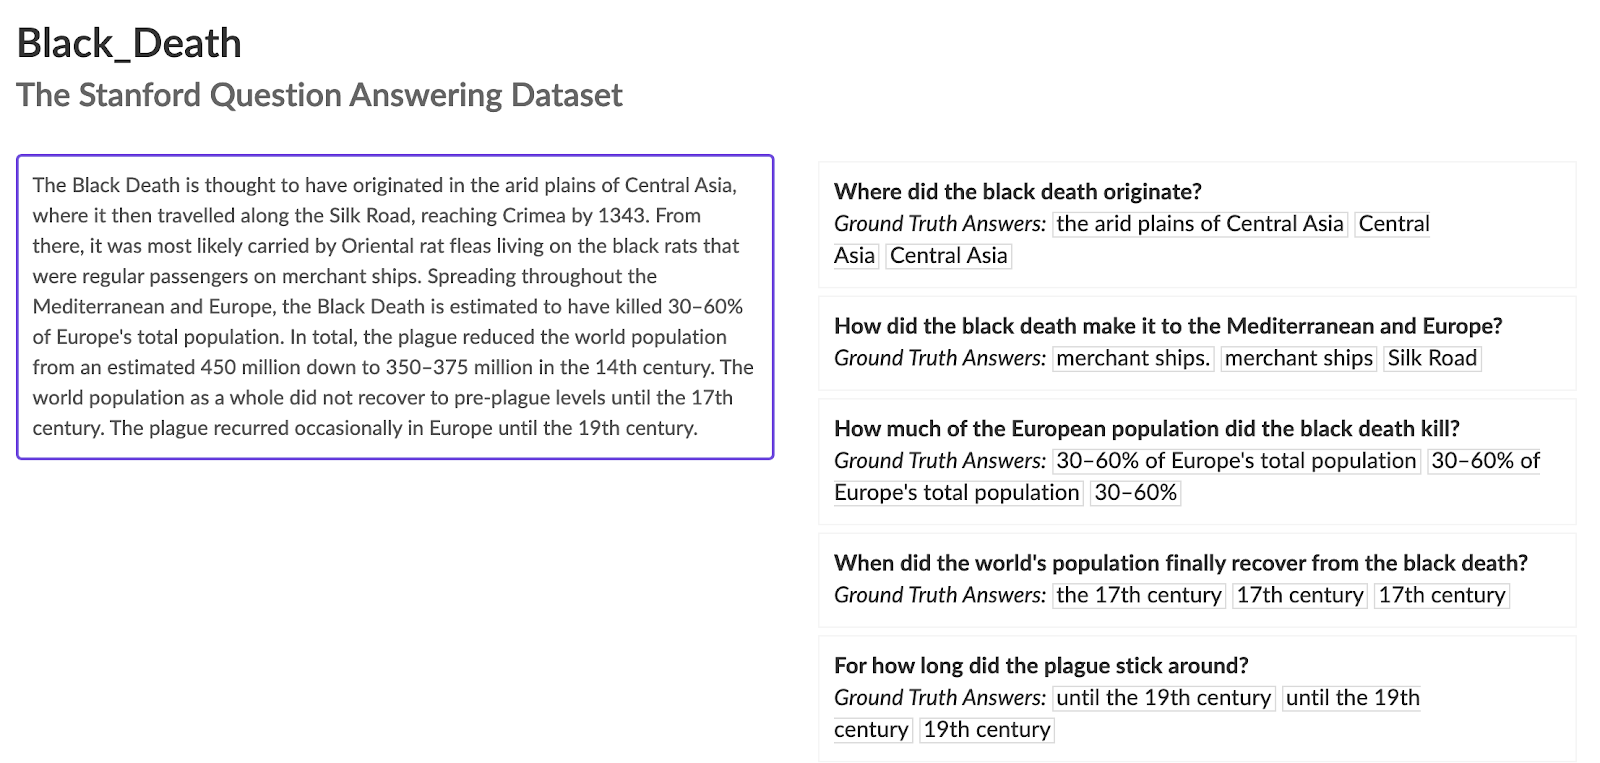 Black_Death
The Stanford Question Answering Dataset
The Black Death is thought to have originated in the arid plains of Central Asia,
where it then travelled along the Silk Road, reaching Crimea by 1343. From
there, it was most likely carried by Oriental rat fleas living on the black rats that
were regular passengers on merchant ships. Spreading throughout the
Mediterranean and Europe, the Black Death is estimated to have killed 30–60%
of Europe's total population. In total, the plague reduced the world population
from an estimated 450 million down to 350–375 million in the 14th century. The
world population as a whole did not recover to pre-plague levels until the 17th
century. The plague recurred occasionally in Europe until the 19th century.
Where did the black death originate?
Ground Truth Answers: the arid plains of Central Asia Central
Asia Central Asia
How did the black death make it to the Mediterranean and Europe?
Ground Truth Answers: merchant ships. merchant ships Silk Road
How much of the European population did the black death kill?
Ground Truth Answers: 30–60% of Europe's total population 30–60% of
Europe's total population 30–60%
When did the world's population finally recover from the black death?
Ground Truth Answers: the 17th century 17th century 17th century
For how long did the plague stick around?
Ground Truth Answers: until the 19th century until the 19th
century 19th century